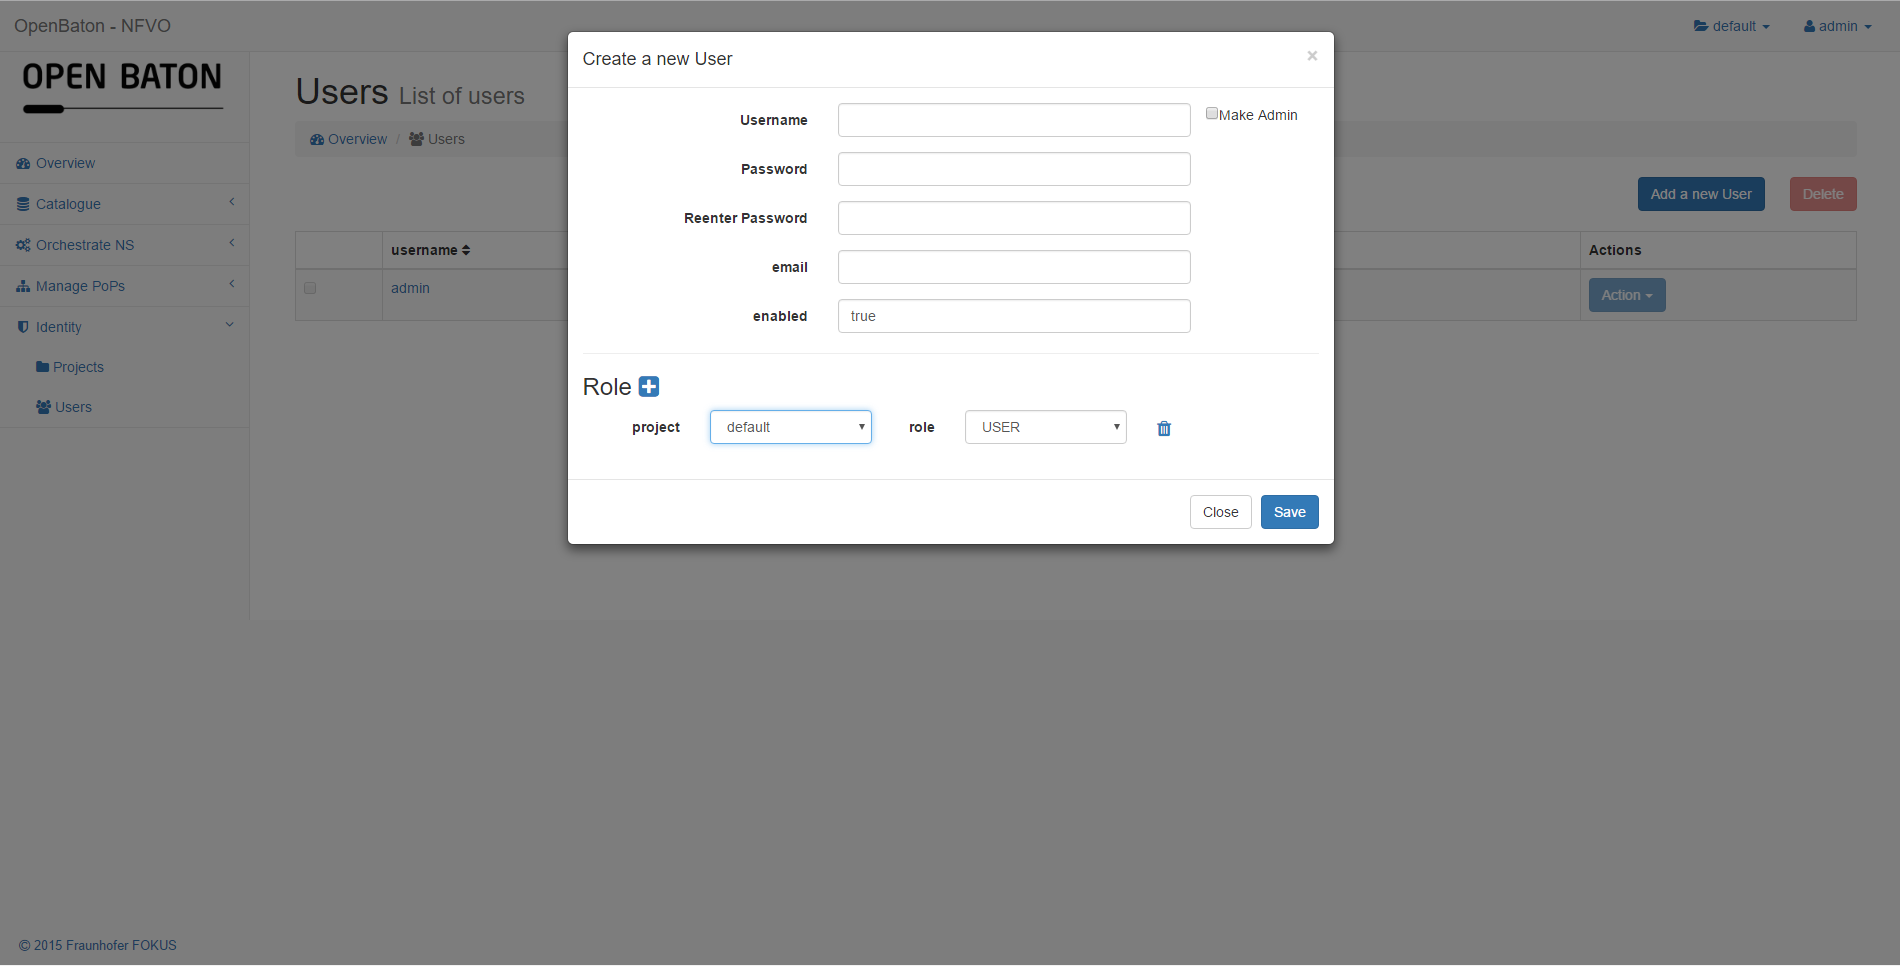 OpenBaton - NFVO
default
admin
OPEN BATON
Overview
Catalogue
Orchestrate NS
Manage PoPs
Identity
Projects
Users
Users List of users
Overview / Users
Add a new User
Delete
username
Actions
admin
Action
Create a new User
×
Username
Make Admin
Password
Reenter Password
email
enabled
true
Role
project
default
role
USER
Close
Save
© 2015 Fraunhofer FOKUS